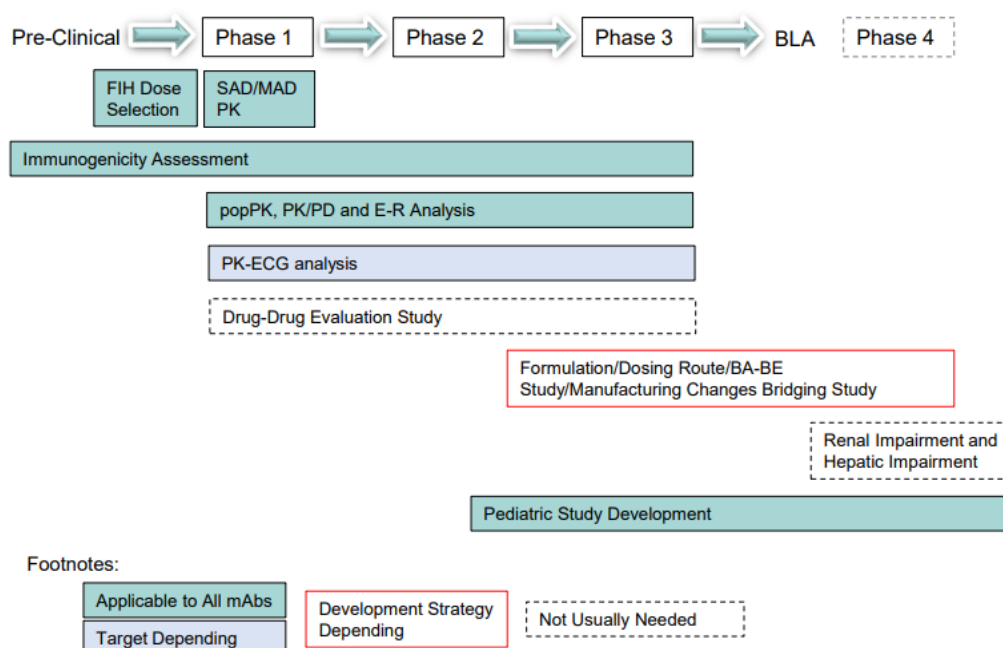 Pre-Clinical
Phase 1
Phase 2
Phase 3
BLA
Phase 4
FIH Dose
Selection
SAD/MAD
PK
Immunogenicity Assessment
popPK, PK/PD and E-R Analysis
PK-ECG analysis
Drug-Drug Evaluation Study
Formulation/Dosing Route/BA-BE
Study/Manufacturing Changes Bridging Study
Renal Impairment and
Hepatic Impairment
Pediatric Study Development
Footnotes:
Applicable to All mAbs
Target Depending
Development Strategy
Depending
Not Usually Needed